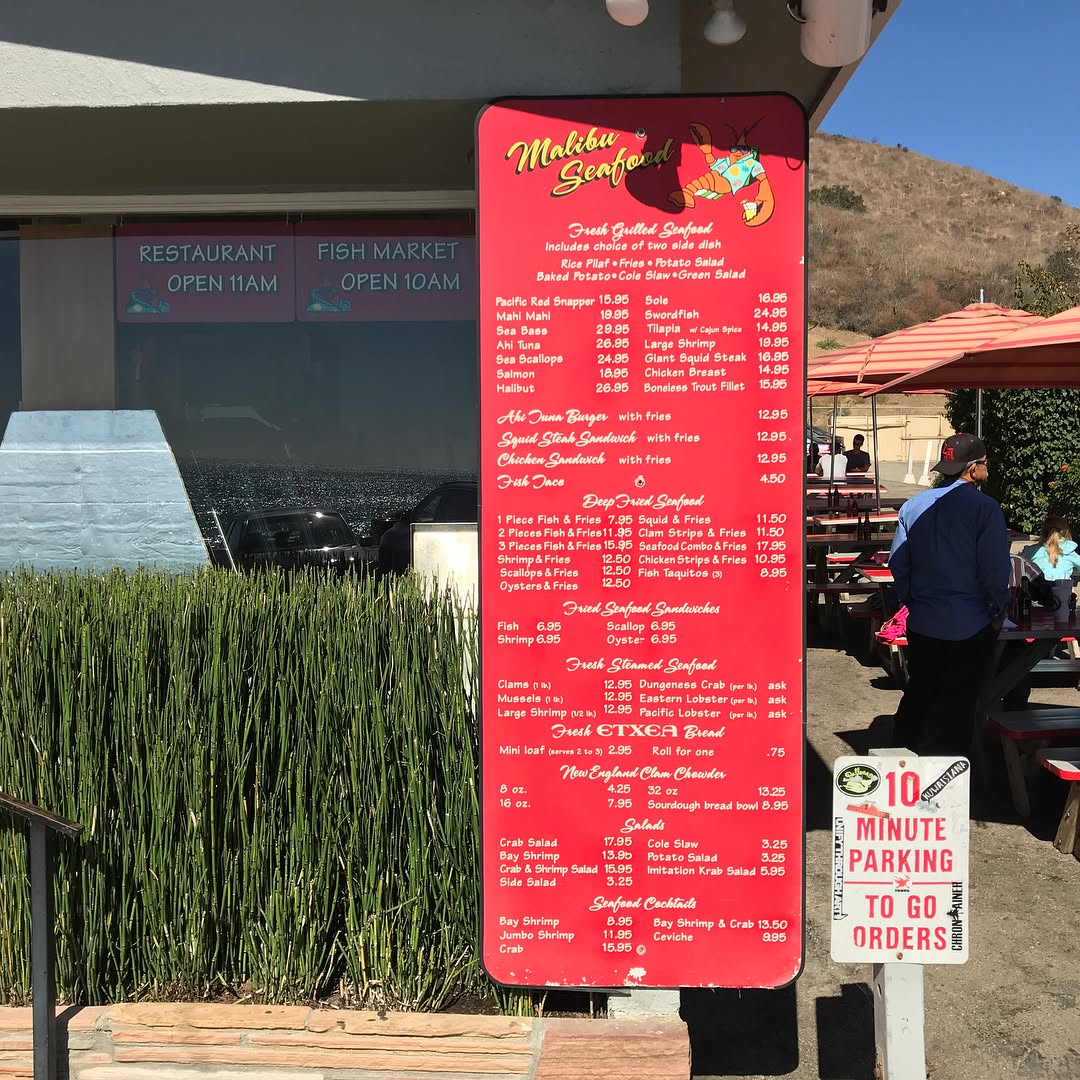 RESTAURANT
OPEN 11AM
FISH MARKET
OPEN 10AM
Malibu
Seafood
Fresh Grilled Seafood
Includes choice of two side dish
Rice Pilaf • Fries • Potato Salad
Baked Potato • Cole Slaw • Green Salad
Pacific Red Snapper 15.95 Sole 16.95
Mahi Mahi 19.95 Swordfish 24.95
Sea Bass 29.95 Tilapia w/ Cajun Spice 14.95
Ahi Tuna 26.95 Large Shrimp 19.95
Sea Scallops 24.95 Giant Squid Steak 16.95
Salmon 18.95 Chicken Breast 14.95
Halibut 26.95 Boneless Trout Fillet 15.95
Ahi Tuna Burger with fries 12.95
Squid Steak Sandwich with fries 12.95
Chicken Sandwich with fries 12.95
Fish Taco 4.50
Deep Fried Seafood
1 Piece Fish & Fries 7.95 Squid & Fries 11.50
2 Pieces Fish & Fries 11.95 Clam Strips & Fries 11.50
3 Pieces Fish & Fries 15.95 Seafood Combo & Fries 17.95
Shrimp & Fries 12.50 Chicken Strips & Fries 10.95
Scallops & Fries 12.50 Fish Taquitos (3) 8.95
Oysters & Fries 12.50
Fried Seafood Sandwiches
Fish 6.95 Scallop 6.95
Shrimp 6.95 Oyster 6.95
Fresh Steamed Seafood
Clams (1 lb.) 12.95 Dungeness Crab (per lb.) ask
Mussels (1 lb.) 12.95 Eastern Lobster (per lb.) ask
Large Shrimp (1/2 lb.) 12.95 Pacific Lobster (per lb.) ask
Fresh ETXEA Bread
Mini loaf (serves 2 to 3) 2.95 Roll for one .75
New England Clam Chowder
8 oz. 4.25 32 oz 13.25
16 oz. 7.95 Sourdough bread bowl 8.95
Salads
Crab Salad 17.95 Cole Slaw 3.25
Bay Shrimp 13.95 Potato Salad 3.25
Crab & Shrimp Salad 15.95 Imitation Krab Salad 5.95
Side Salad 3.25
Seafood Cocktails
Bay Shrimp 8.95 Bay Shrimp & Crab 13.50
Jumbo Shrimp 11.95 Ceviche 9.95
Crab 15.95
10
MINUTE
PARKING
TO GO
ORDERS